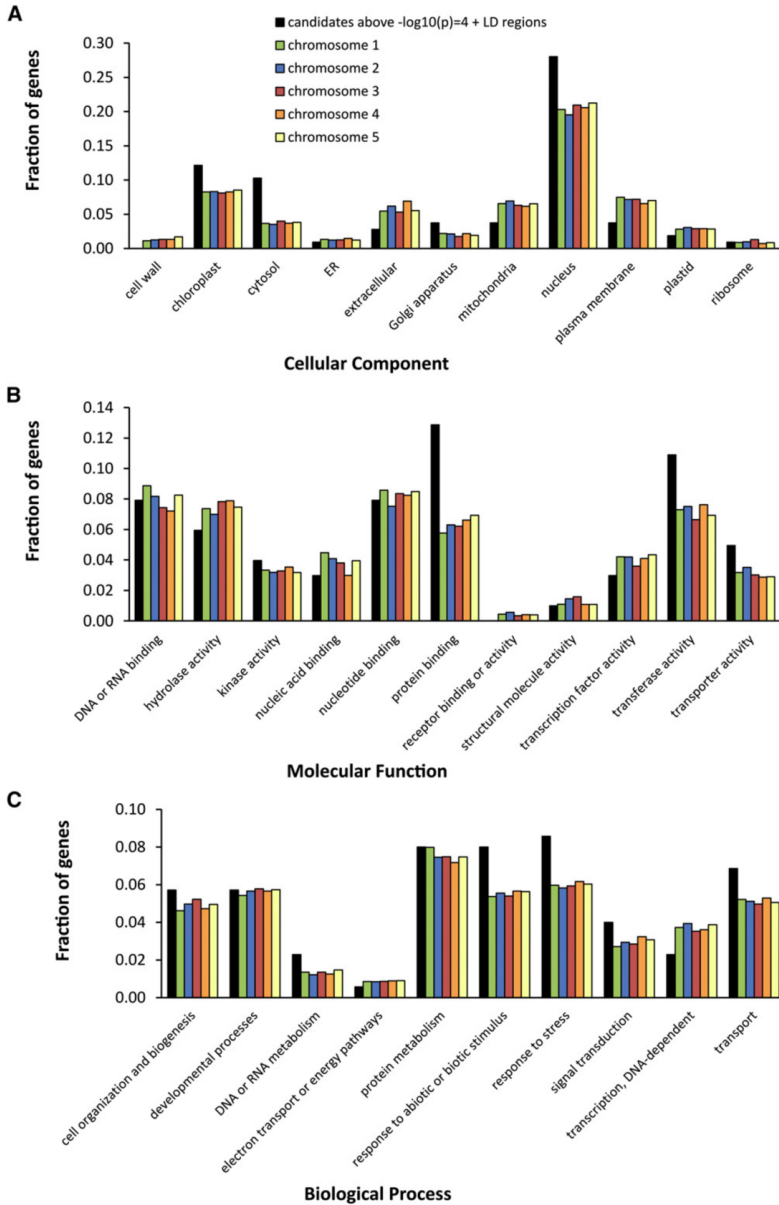 A
candidates above -log10(p)=4 + LD regions
chromosome 1
chromosome 2
chromosome 3
chromosome 4
chromosome 5
Fraction of genes
0.30
0.25
0.20
0.15
0.10
0.05
0.00
cell wall
chloroplast
cytosol
ER
extracellular
Golgi apparatus
mitochondria
nucleus
plasma membrane
plastid
ribosome
Cellular Component
B
Fraction of genes
0.14
0.12
0.10
0.08
0.06
0.04
0.02
0.00
DNA or RNA binding
hydrolase activity
kinase activity
nucleic acid binding
nucleotide binding
protein binding
receptor binding or activity
structural molecule activity
transcription factor activity
transferase activity
transporter activity
Molecular Function
C
Fraction of genes
0.10
0.08
0.06
0.04
0.02
0.00
cell organization and biogenesis
developmental processes
DNA or RNA metabolism
electron transport or energy pathways
protein metabolism
response to abiotic or biotic stimulus
response to stress
signal transduction
transcription, DNA-dependent
transport
Biological Process